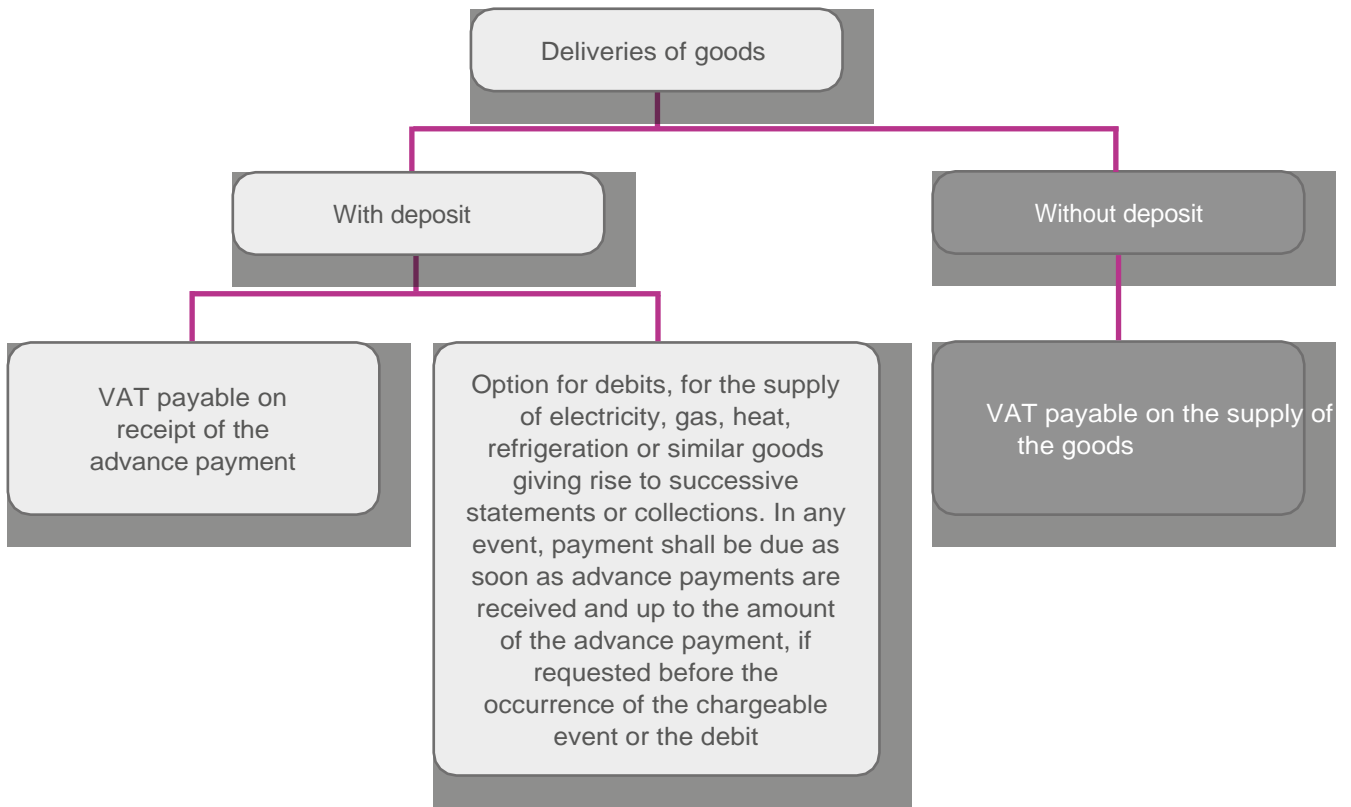 Deliveries of goods
With deposit
Without deposit
VAT payable on
receipt of the
advance payment
Option for debits, for the supply
of electricity, gas, heat,
refrigeration or similar goods
giving rise to successive
statements or collections. In any
event, payment shall be due as
soon as advance payments are
received and up to the amount
of the advance payment, if
requested before the
occurrence of the chargeable
event or the debit
VAT payable on the supply of
the goods